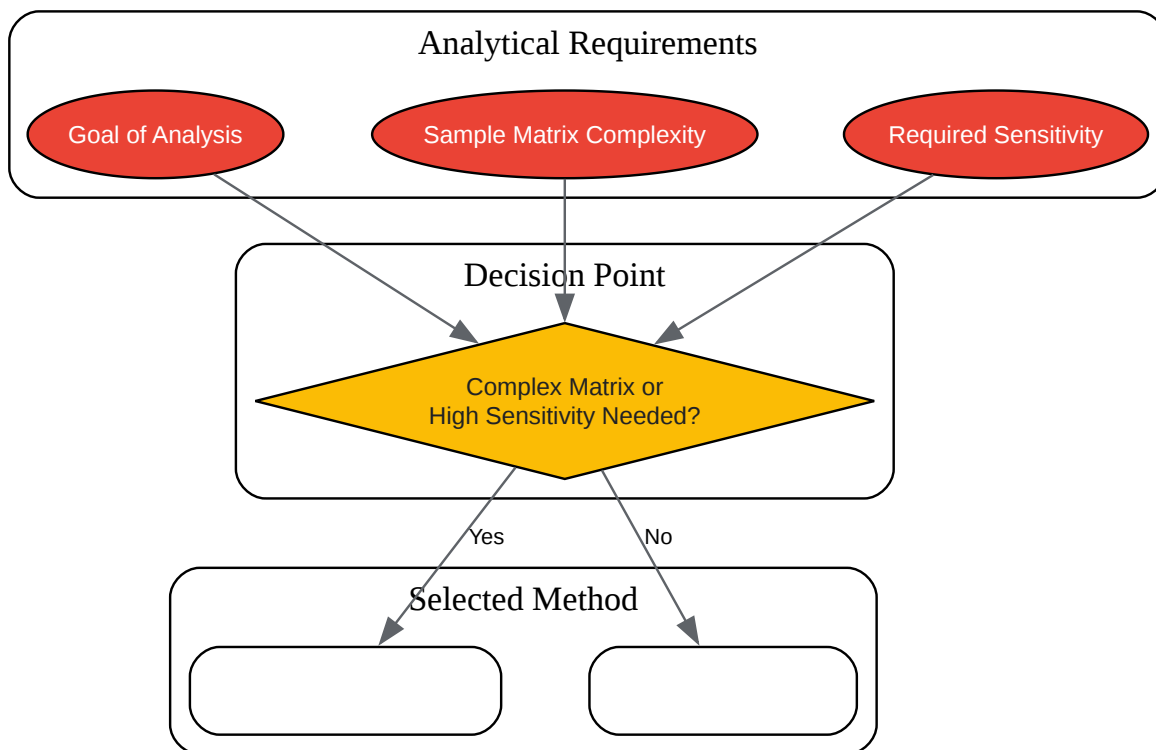 Analytical Requirements
Goal of Analysis
Sample Matrix Complexity
Required Sensitivity
Decision Point
Complex Matrix or
High Sensitivity Needed?
Yes
No
Selected Method